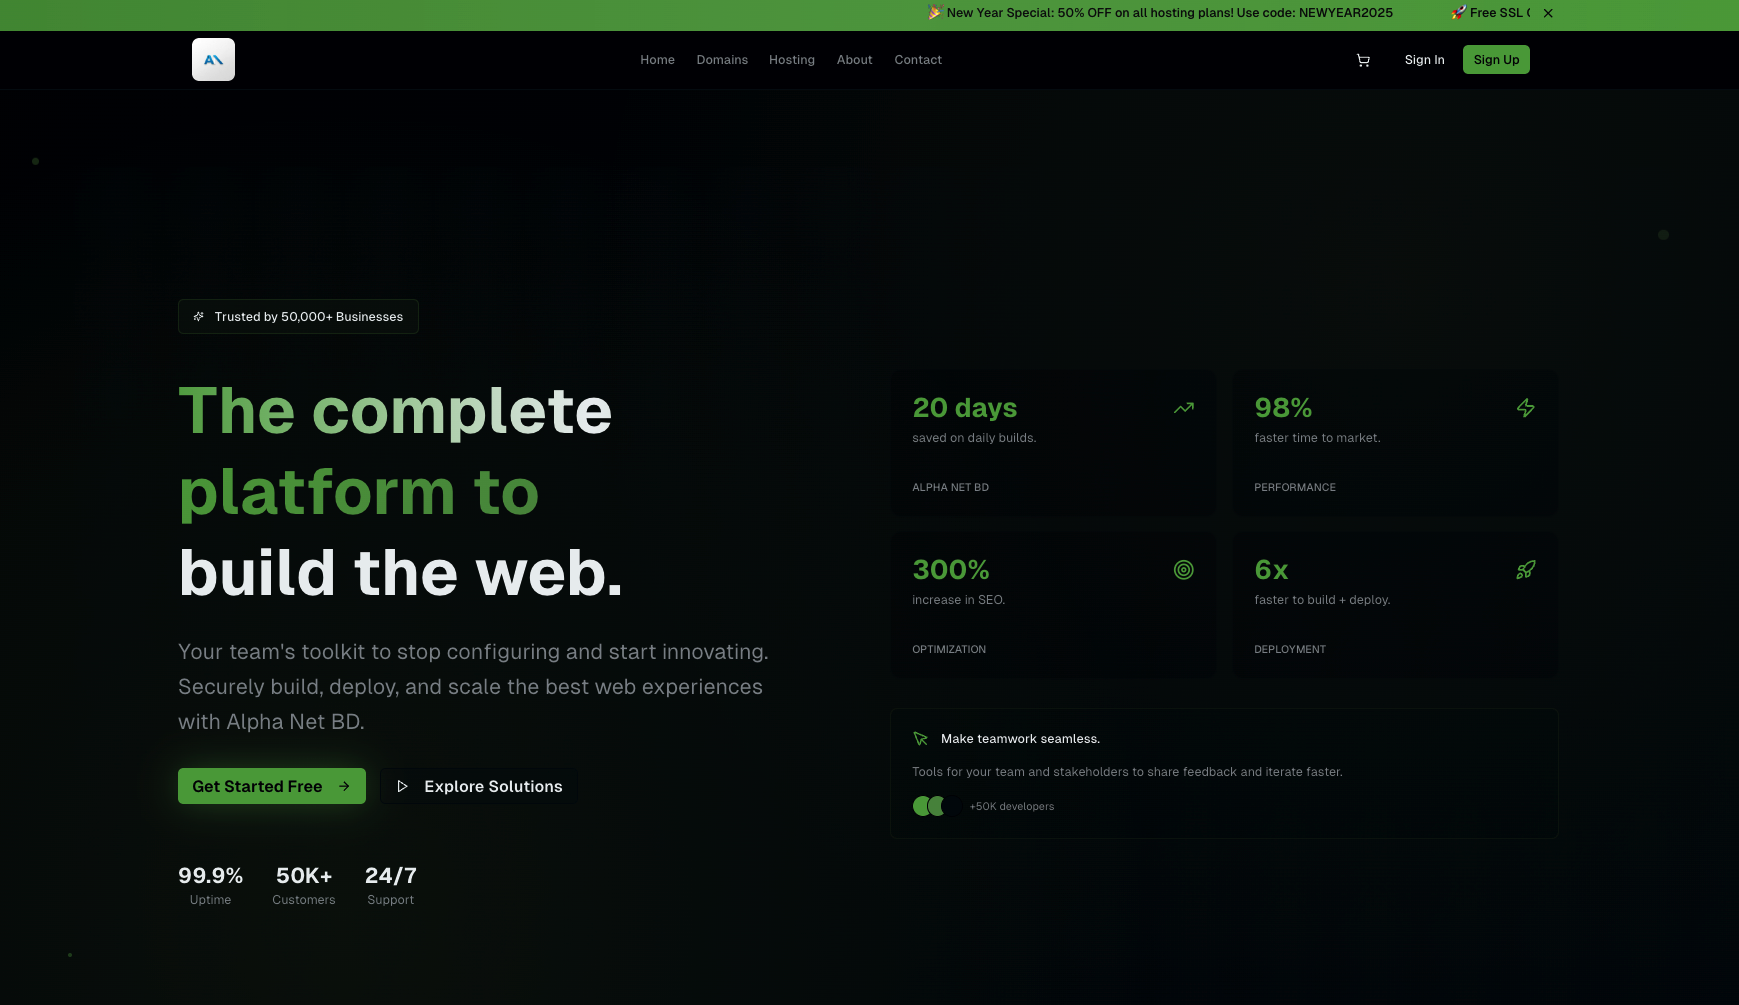 🎉 New Year Special: 50% OFF on all hosting plans! Use code: NEWYEAR2025 🚀 Free SSL
Home Domains Hosting About Contact
Sign In Sign Up
Trusted by 50,000+ Businesses
The complete
platform to
build the web.
Your team's toolkit to stop configuring and start innovating.
Securely build, deploy, and scale the best web experiences
with Alpha Net BD.
Get Started Free
Explore Solutions
99.9% 50K+ 24/7
Uptime Customers Support
20 days
saved on daily builds.
ALPHA NET BD
98%
faster time to market.
PERFORMANCE
300%
increase in SEO.
OPTIMIZATION
6x
faster to build + deploy.
DEPLOYMENT
Make teamwork seamless.
Tools for your team and stakeholders to share feedback and iterate faster.
+50K developers